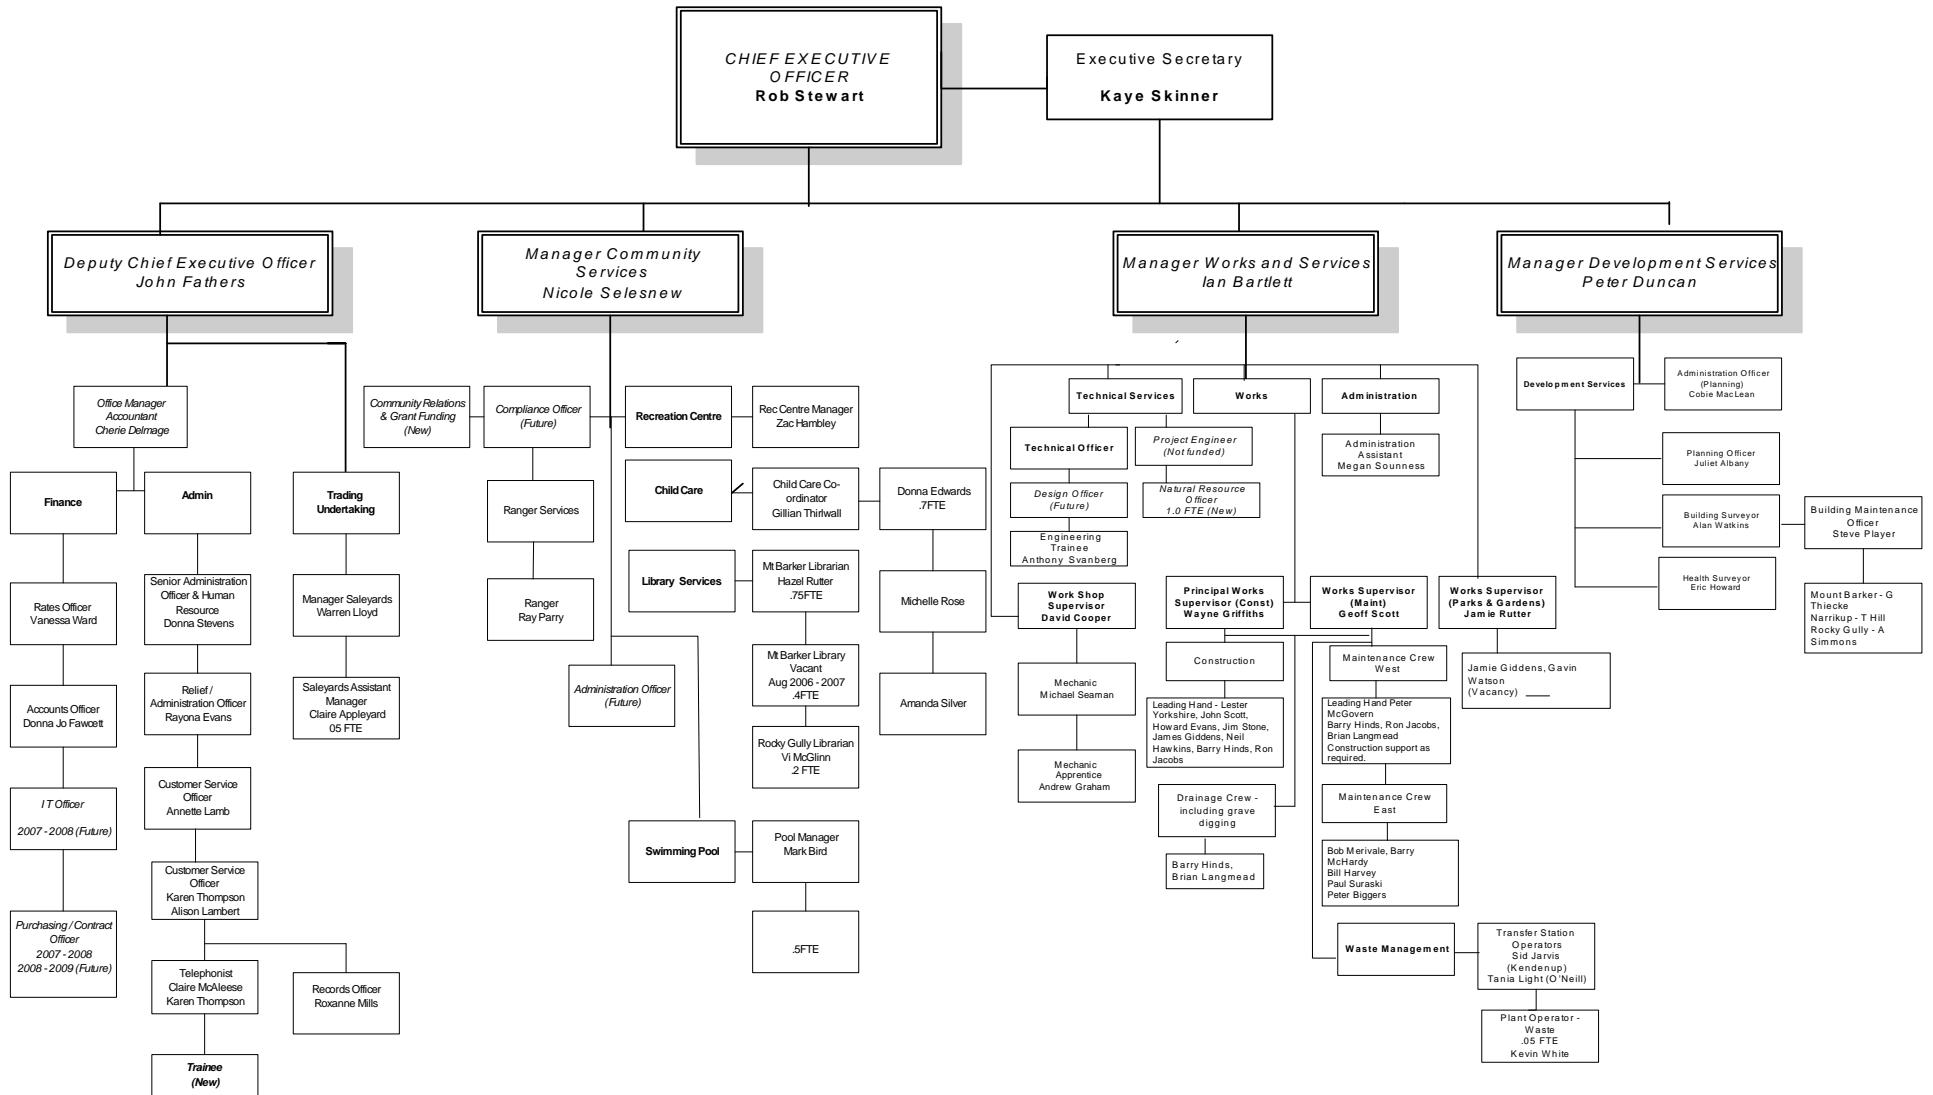 CHIEF EXECUTIVE
OFFICER
Rob Stewart
Executive Secretary
Kaye Skinner
Deputy Chief Executive Officer
John Fathers
Manager Community
Services
Nicole Selesnew
Manager Works and Services
Ian Bartlett
Manager Development Services
Peter Duncan
Office Manager
Accountant
Cherie Delmage
Finance
Admin
Trading
Undertaking
Rates Officer
Vanessa Ward
Senior Administration
Officer & Human
Resource
Donna Stevens
Manager Saleyards
Warren Lloyd
Accounts Officer
Donna Jo Fawcett
Relief /
Administration Officer
Rayona Evans
Saleyards Assistant
Manager
Claire Appleyard
05 FTE
I T Officer
2007 - 2008 (Future)
Customer Service
Officer
Annette Lamb
Customer Service
Officer
Karen Thompson
Alison Lambert
Purchasing / Contract
Officer
2007 - 2008
2008 - 2009 (Future)
Telephonist
Claire McAleese
Karen Thompson
Records Officer
Roxanne Mills
Trainee
(New)
Community Relations
& Grant Funding
(New)
Compliance Officer
(Future)
Recreation Centre
Rec Centre Manager
Zac Hambley
Ranger Services
Ranger
Ray Parry
Child Care
Child Care Co-
ordinator
Gillian Thirlwall
Donna Edwards
.7FTE
Michelle Rose
Amanda Silver
Library Services
Mt Barker Librarian
Hazel Rutter
.75FTE
Mt Barker Library
Vacant
Aug 2006 - 2007
.4FTE
Rocky Gully Librarian
Vi McGlinn
.2 FTE
Administration Officer
(Future)
Swimming Pool
Pool Manager
Mark Bird
.5FTE
Technical Services
Works
Administration
Technical Officer
Project Engineer
(Not funded)
Administration
Assistant
Megan Sounness
Design Officer
(Future)
Natural Resource
Officer
1.0 FTE (New)
Engineering
Trainee
Anthony Svanberg
Work Shop
Supervisor
David Cooper
Principal Works
Supervisor (Const)
Wayne Griffiths
Works Supervisor
(Maint)
Geoff Scott
Works Supervisor
(Parks & Gardens)
Jamie Rutter
Mechanic
Michael Seaman
Mechanic
Apprentice
Andrew Graham
Construction
Leading Hand - Lester
Yorkshire, John Scott,
Howard Evans, Jim Stone,
James Giddens, Neil
Hawkins, Barry Hinds, Ron
Jacobs
Drainage Crew -
including grave
digging
Barry Hinds,
Brian Langmead
Maintenance Crew
West
Leading Hand Peter
McGovern
Barry Hinds, Ron Jacobs,
Brian Langmead
Construction support as
required.
Maintenance Crew
East
Bob Merivale, Barry
McHardy
Bill Harvey
Paul Suraski
Peter Biggers
Jamie Giddens, Gavin
Watson
(Vacancy) ___
Waste Management
Transfer Station
Operators
Sid Jarvis
(Kendenup)
Tania Light (O'Neill)
Plant Operator -
Waste
.05 FTE
Kevin White
Development Services
Administration Officer
(Planning)
Cobie MacLean
Planning Officer
Juliet Albany
Building Surveyor
Alan Watkins
Health Surveyor
Eric Howard
Building Maintenance
Officer
Steve Player
Mount Barker - G
Thiecke
Narrikup - T Hill
Rocky Gully - A
Simmons